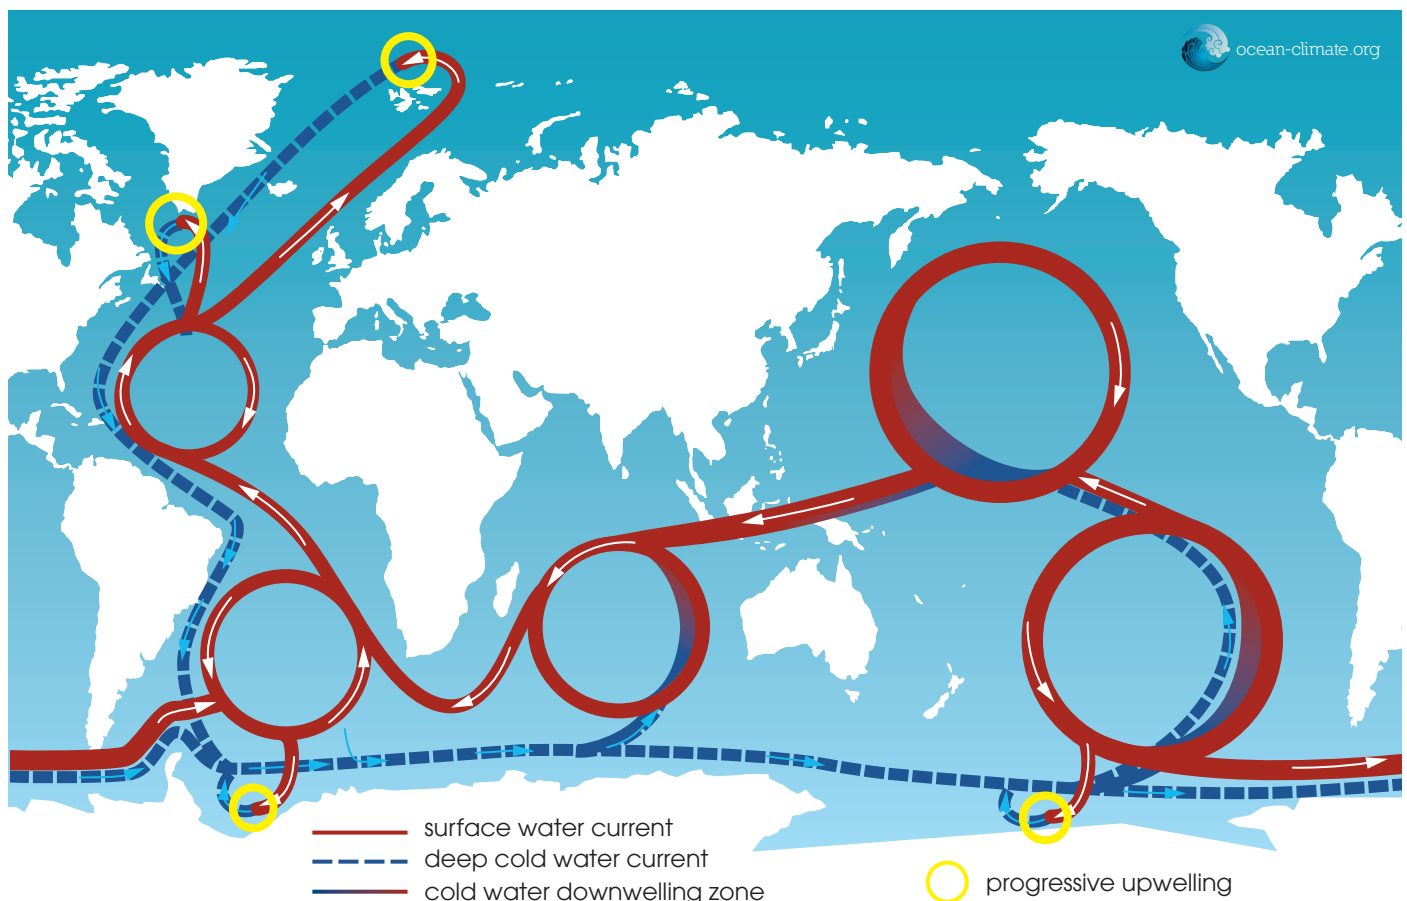 ocean-climate.org
surface water current
deep cold water current
cold water downwelling zone
progressive upwelling